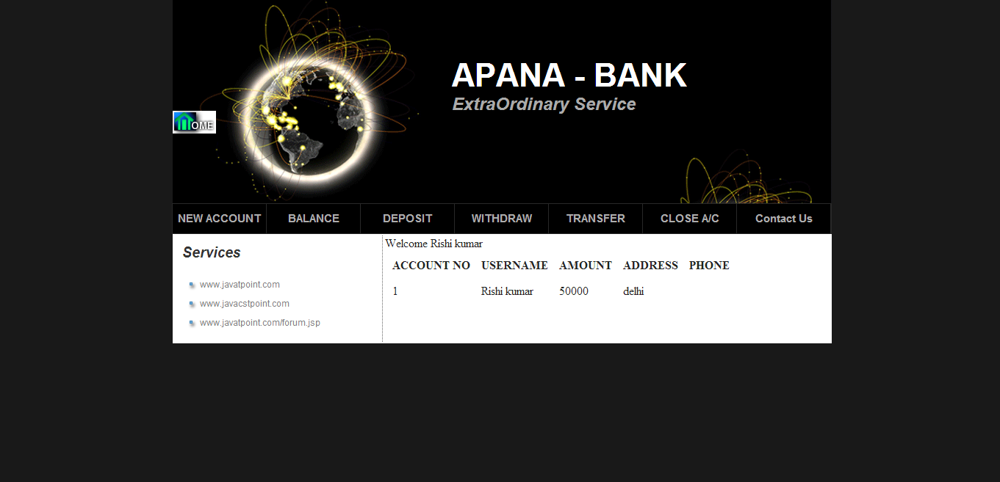 APANA - BANK
ExtraOrdinary Service
HOME
NEW ACCOUNT BALANCE DEPOSIT WITHDRAW TRANSFER CLOSE A/C Contact Us
Services
www.javatpoint.com
www.javacstpoint.com
www.javatpoint.com/forum.jsp
Welcome Rishi kumar
ACCOUNT NO USERNAME AMOUNT ADDRESS PHONE
1 Rishi kumar 50000 delhi